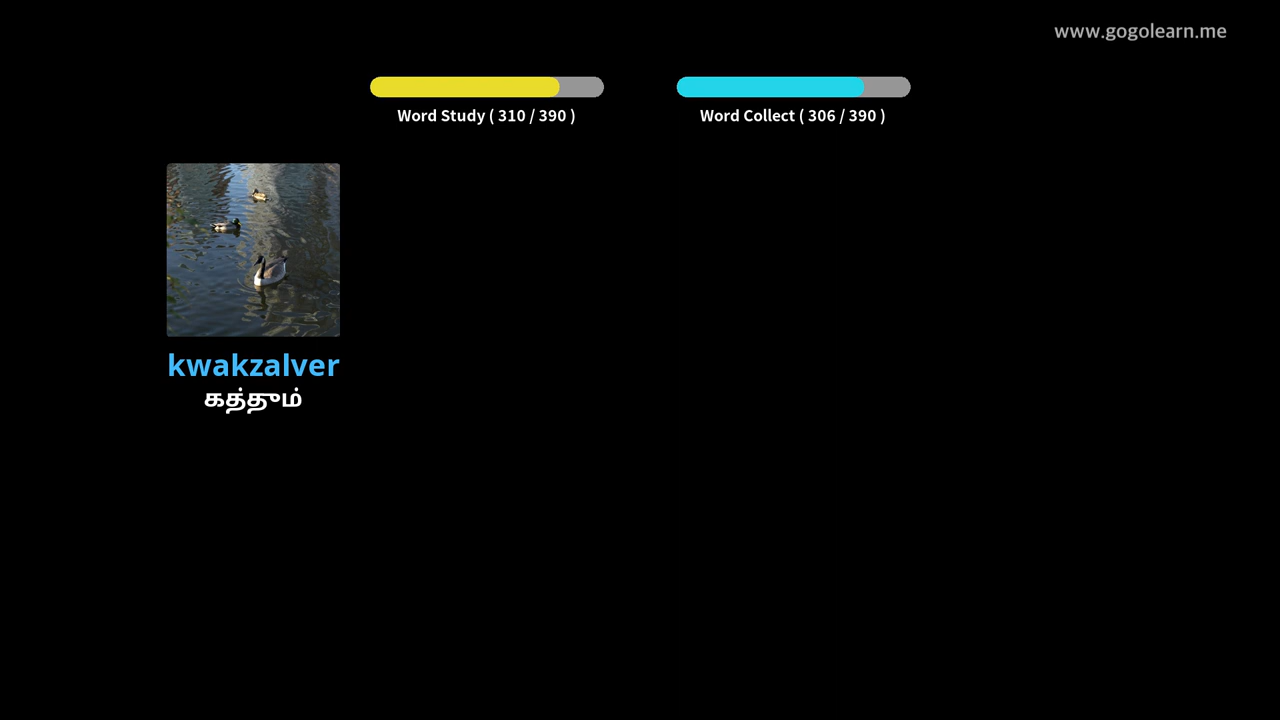 www.gogolearn.me
Word Study ( 310 / 390 )
Word Collect ( 306 / 390 )
kwakzalver
கத்தும்